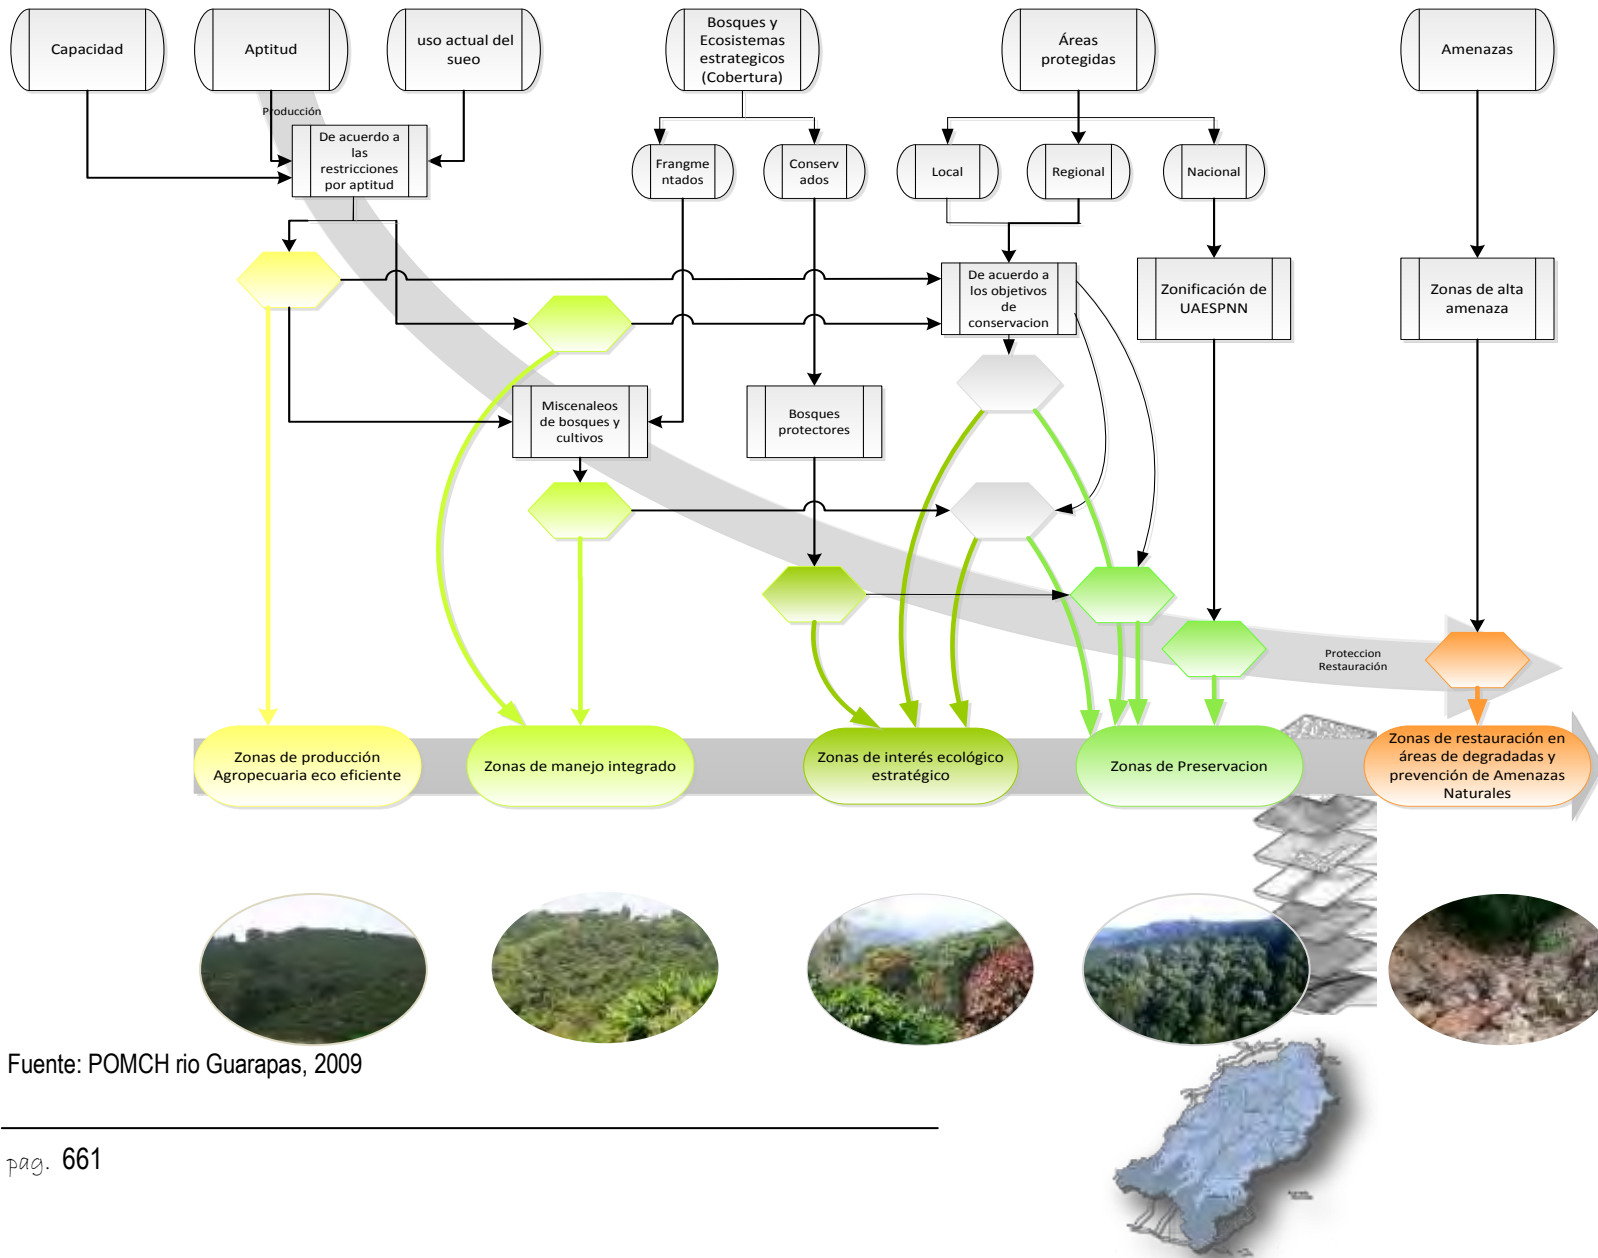 Capacidad
Aptitud
uso actual del
sueo
Bosques y
Ecosistemas
estrategicos
(Cobertura)
Áreas
protegidas
Amenazas
Producción
De acuerdo a
las
restricciones
por aptitud
Frangme
ntados
Conserv
ados
Local
Regional
Nacional
De acuerdo a
los objetivos
de
conservacion
Zonificación de
UAESPNN
Zonas de alta
amenaza
Miscenaleos
de bosques y
cultivos
Bosques
protectores
Proteccion
Restauración
Zonas de producción
Agropecuaria eco eficiente
Zonas de manejo integrado
Zonas de interés ecológico
estratégico
Zonas de Preservacion
Zonas de restauración en
áreas de degradadas y
prevención de Amenazas
Naturales
Fuente: POMCH rio Guarapas, 2009
pag. 661